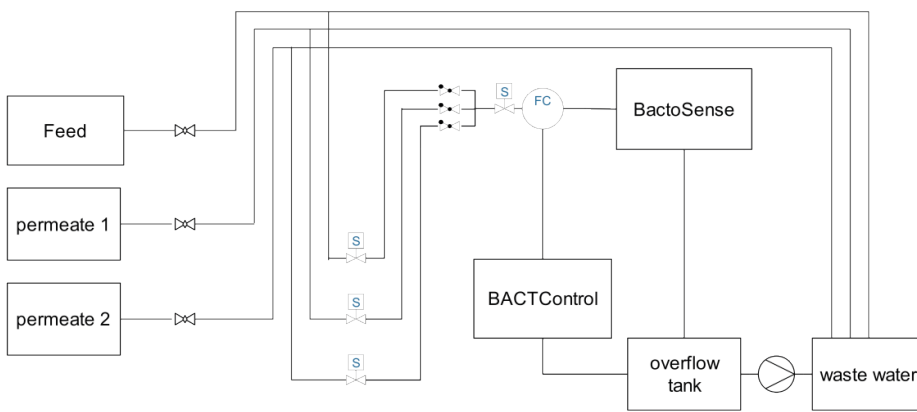 Feed
permeate 1
permeate 2
S
S
S
S
FC
BactoSense
BACTControl
overflow
tank
waste water